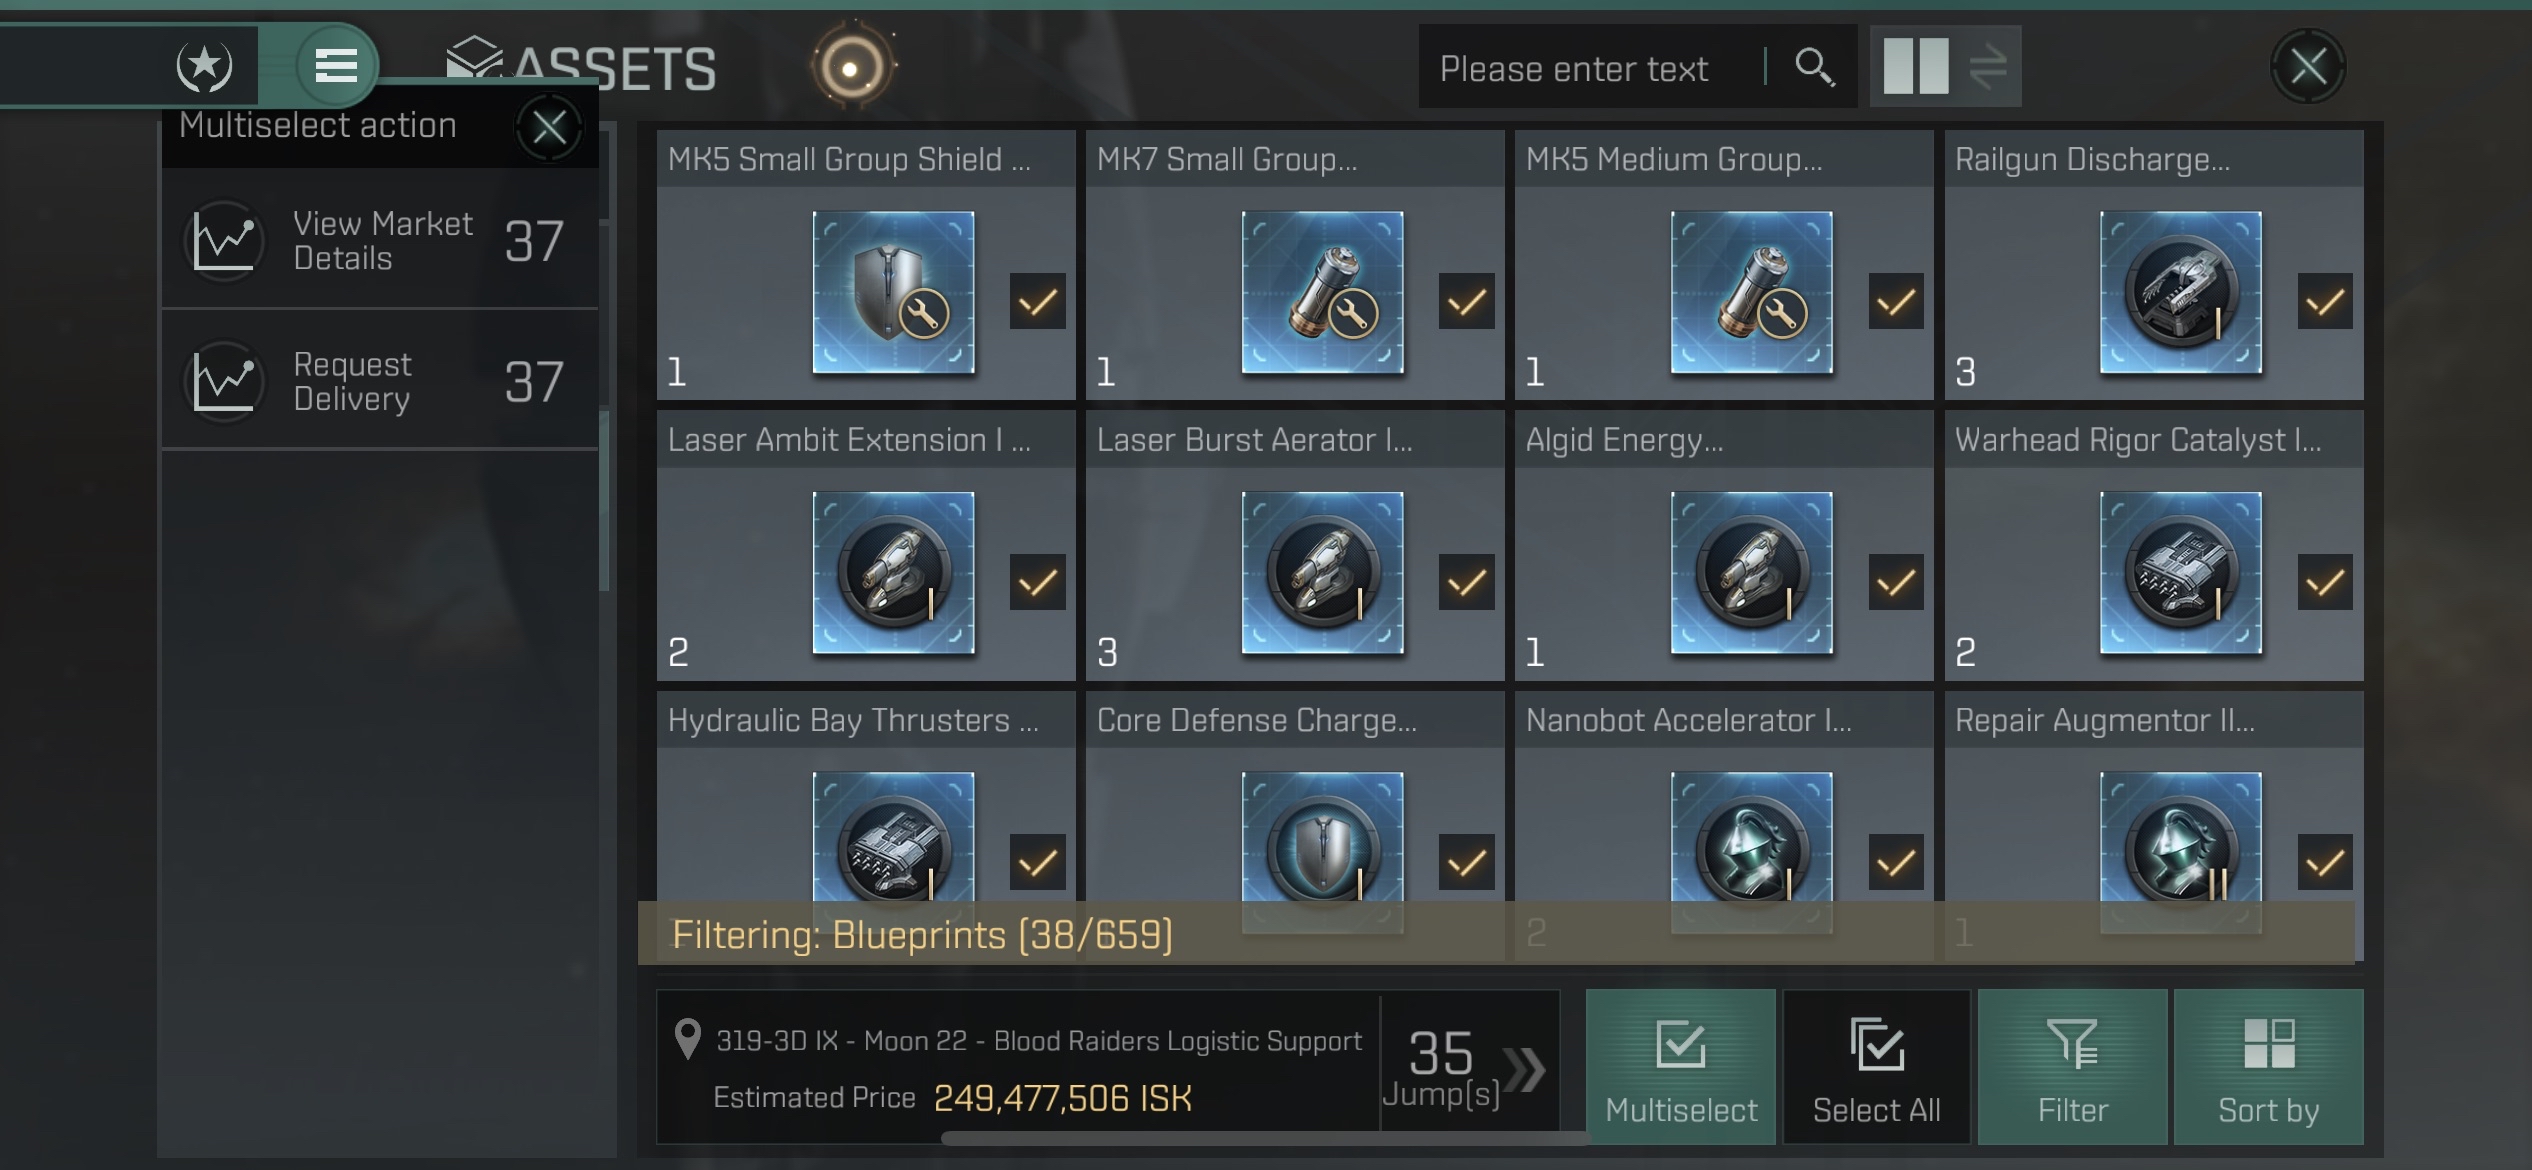 ASSETS
Please enter text
Multiselect action
View Market
Details
37
Request
Delivery
37
MK5 Small Group Shield ...
1
MK7 Small Group...
1
MK5 Medium Group...
1
Railgun Discharge...
3
Laser Ambit Extension I ...
2
Laser Burst Aerator I...
3
Algid Energy...
1
Warhead Rigor Catalyst I...
2
Hydraulic Bay Thrusters ...
Core Defense Charge...
Nanobot Accelerator I...
2
Repair Augmentor II...
1
Filtering: Blueprints (38/659)
319-3D IX - Moon 22 - Blood Raiders Logistic Support
Estimated Price 249,477,506 ISK
35
Jump(s)
Multiselect
Select All
Filter
Sort by